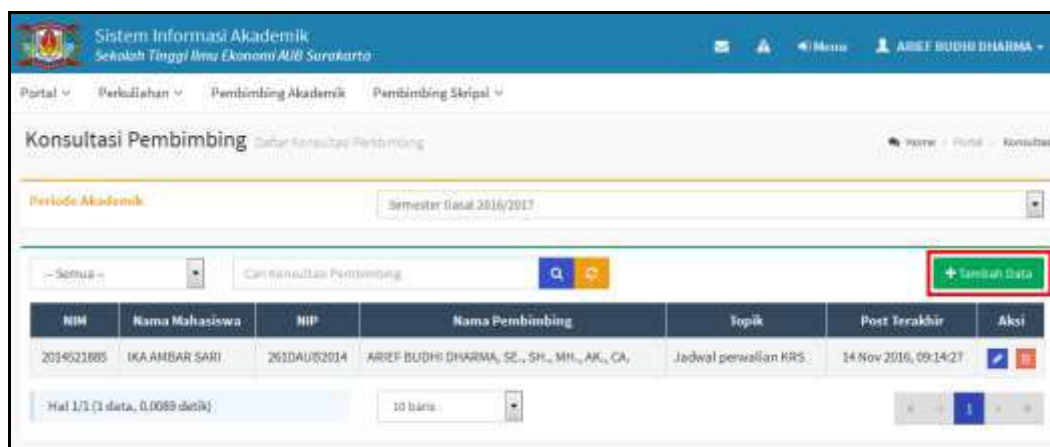 Sistem Informasi Akademik
Sekolah Tinggi Ilmu Ekonomi AUB Surakarta
Menu ARIEF BUDHI DHARMA
Portal Perkuliahan Pembimbing Akademik Pembimbing Skripsi
Konsultasi Pembimbing Daftar Konsultasi Pembimbing
Home Portal Konsultas
Periode Akademik Semester Gasal 2016/2017
-- Semua -- Cari Konsultasi Pembimbing + Tambah Data
NIM Nama Mahasiswa NIP Nama Pembimbing Topik Post Terakhir Aksi
2014521885 IKA AMBAR SARI ARIEF BUDHI DHARMA, SE., SH., MH., AK., CA. Jadwal perwalian KRS 14 Nov 2016, 09:14:27
Hal 1/1 (1 data, 0.0089 detik) 10 baris 1